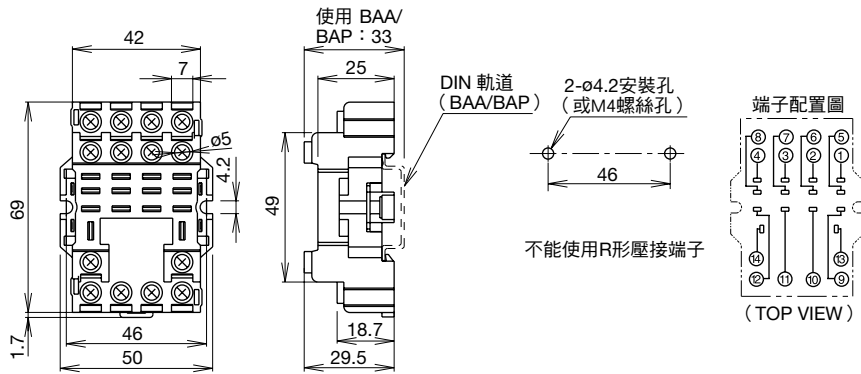 使用 BAA/
BAP：33
42
7
25
DIN 軌道
（BAA/BAP）
2-ø4.2安裝孔
（或M4螺絲孔）
端子配置圖
ø5
4.2
69
49
46
不能使用R形壓接端子
8 7 6 5
4 3 2 1
14 13
12 11 10 9
（TOP VIEW）
1.7
46
50
18.7
29.5